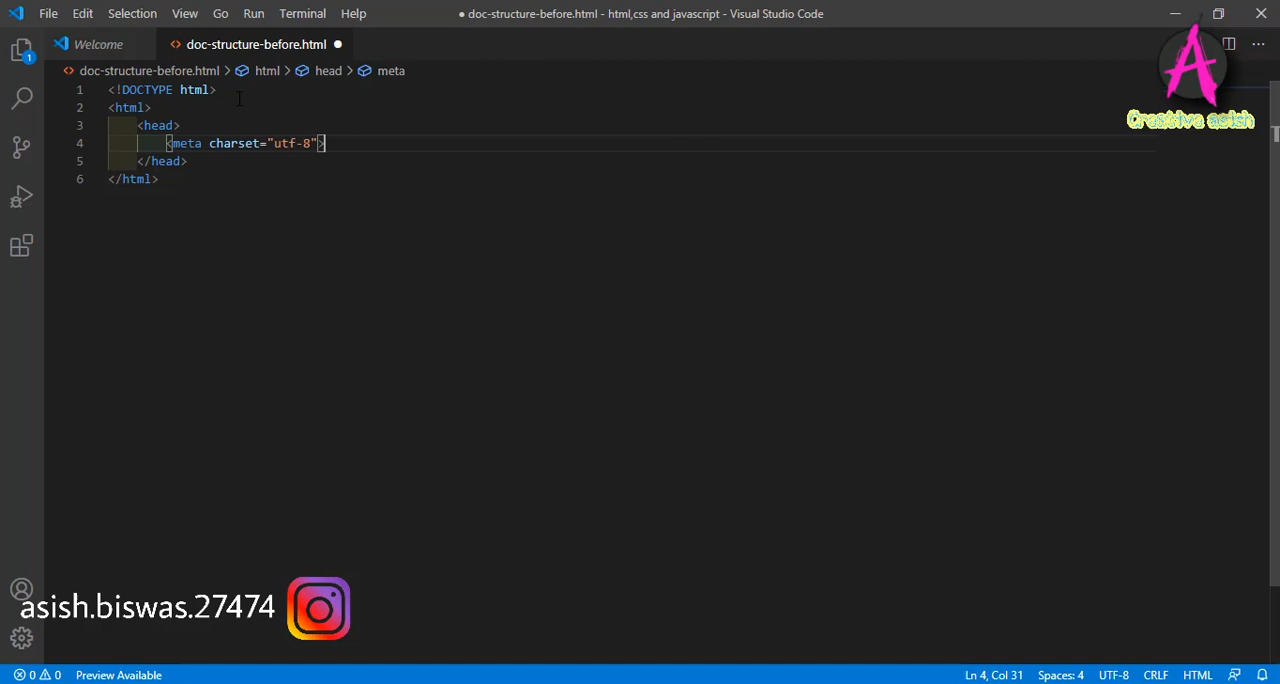 File Edit Selection View Go Run Terminal Help
● doc-structure-before.html - html,css and javascript - Visual Studio Code
Welcome
doc-structure-before.html ●
doc-structure-before.html > html > head > meta
1 <!DOCTYPE html>
2 <html>
3 <head>
4 <meta charset="utf-8">
5 </head>
6 </html>
A
Creative asish
1
asish.biswas.27474
0 0 Preview Available
Ln 4, Col 31 Spaces: 4 UTF-8 CRLF HTML